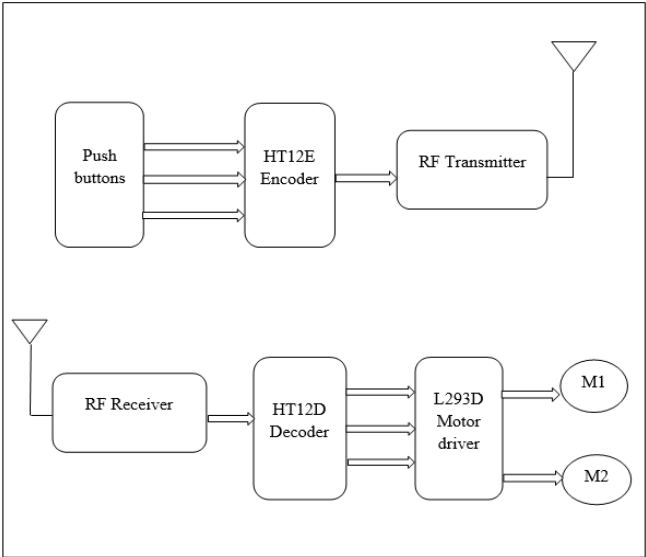 Push
buttons
HT12E
Encoder
RF Transmitter
RF Receiver
HT12D
Decoder
L293D
Motor
driver
M1
M2